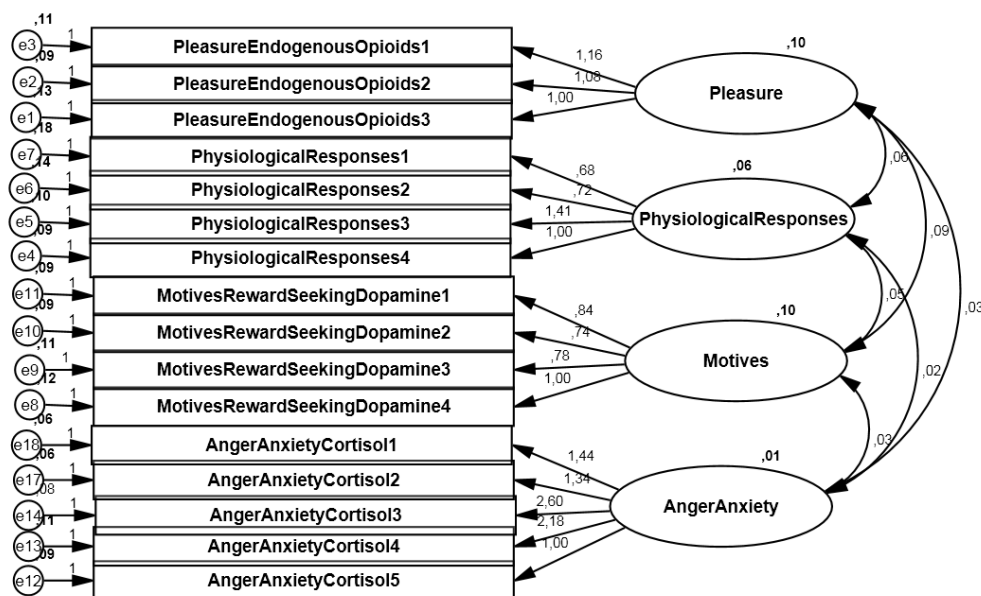 ,11
e3 1 PleasureEndogenousOpioids1 1,16 ,10
,09
e2 1 PleasureEndogenousOpioids2 1,08 Pleasure
,13
e1 1 PleasureEndogenousOpioids3 1,00
,18
e7 1 PhysiologicalResponses1 ,68 ,06 ,06
,14
e6 1 PhysiologicalResponses2 ,72
,10
e5 1 PhysiologicalResponses3 1,41 PhysiologicalResponses
,09
e4 1 PhysiologicalResponses4 1,00 ,09
,09
e11 1 MotivesRewardSeekingDopamine1 ,84 ,10 ,05 ,03
,09
e10 1 MotivesRewardSeekingDopamine2 ,74
,11
e9 1 MotivesRewardSeekingDopamine3 ,78 Motives ,02
,12
e8 1 MotivesRewardSeekingDopamine4 1,00
,06
e18 1 AngerAnxietyCortisol1 1,44 ,01 ,03
,06
e17 1 AngerAnxietyCortisol2 1,34
,08
e14 1 AngerAnxietyCortisol3 2,60 AngerAnxiety
,11
e13 1 AngerAnxietyCortisol4 2,18
,09
e12 1 AngerAnxietyCortisol5 1,00